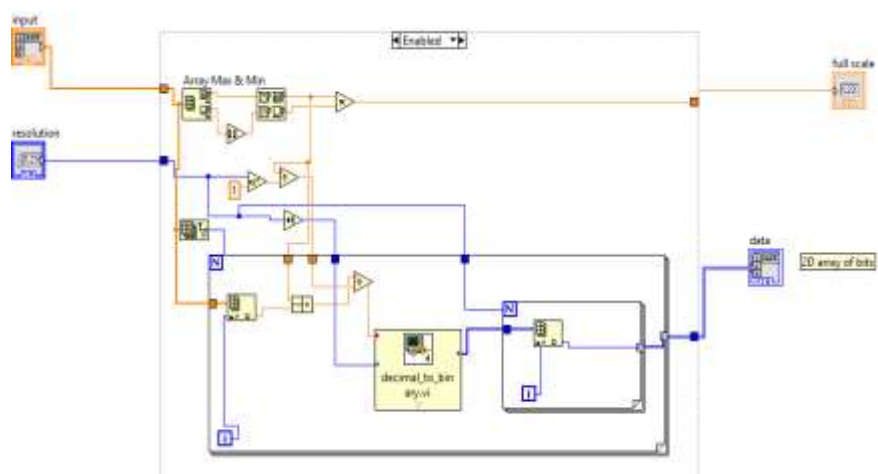 input
Enabled
full scale
Array Max & Min
resolution
1
N
data
2D array of bits
N
decimal_to_bin
ary.vi
i
i